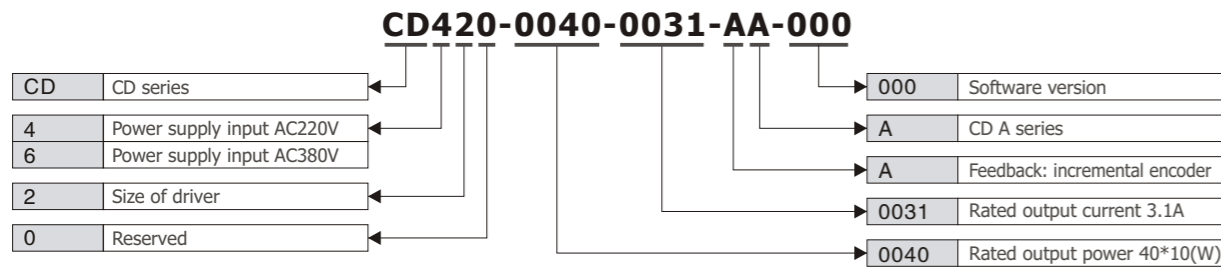 CD420-0040-0031-AA-000
CD CD series
4 Power supply input AC220V
6 Power supply input AC380V
2 Size of driver
0 Reserved
000 Software version
A CD A series
A Feedback: incremental encoder
0031 Rated output current 3.1A
0040 Rated output power 40*10(W)